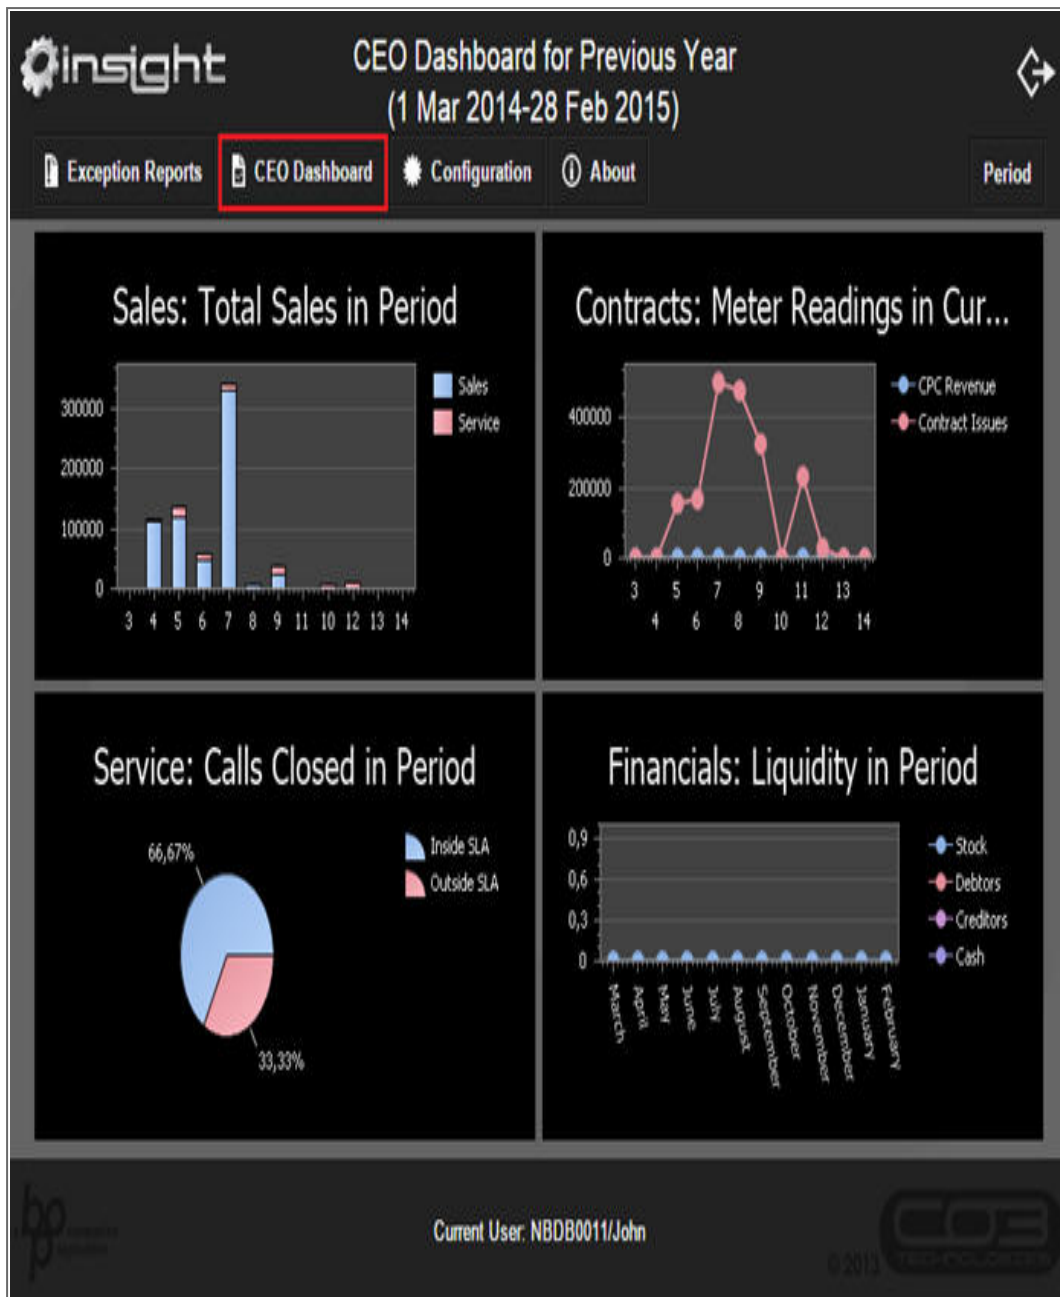 insight
CEO Dashboard for Previous Year
(1 Mar 2014-28 Feb 2015)
Exception Reports
CEO Dashboard
Configuration
About
Period
Sales: Total Sales in Period
300000
200000
100000
0
3 4 5 6 7 8 9 11 10 12 13 14
Sales
Service
Contracts: Meter Readings in Cur...
400000
200000
0
3 5 7 9 11 13
4 6 8 10 12 14
CPC Revenue
Contract Issues
Service: Calls Closed in Period
66,67%
33,33%
Inside SLA
Outside SLA
Financials: Liquidity in Period
0,9
0,6
0,3
0
March April May June July August September October November December January February
Stock
Debtors
Creditors
Cash
bpo
Current User: NBDB0011/John
© 2013
CO3
TECHNOLOGIES